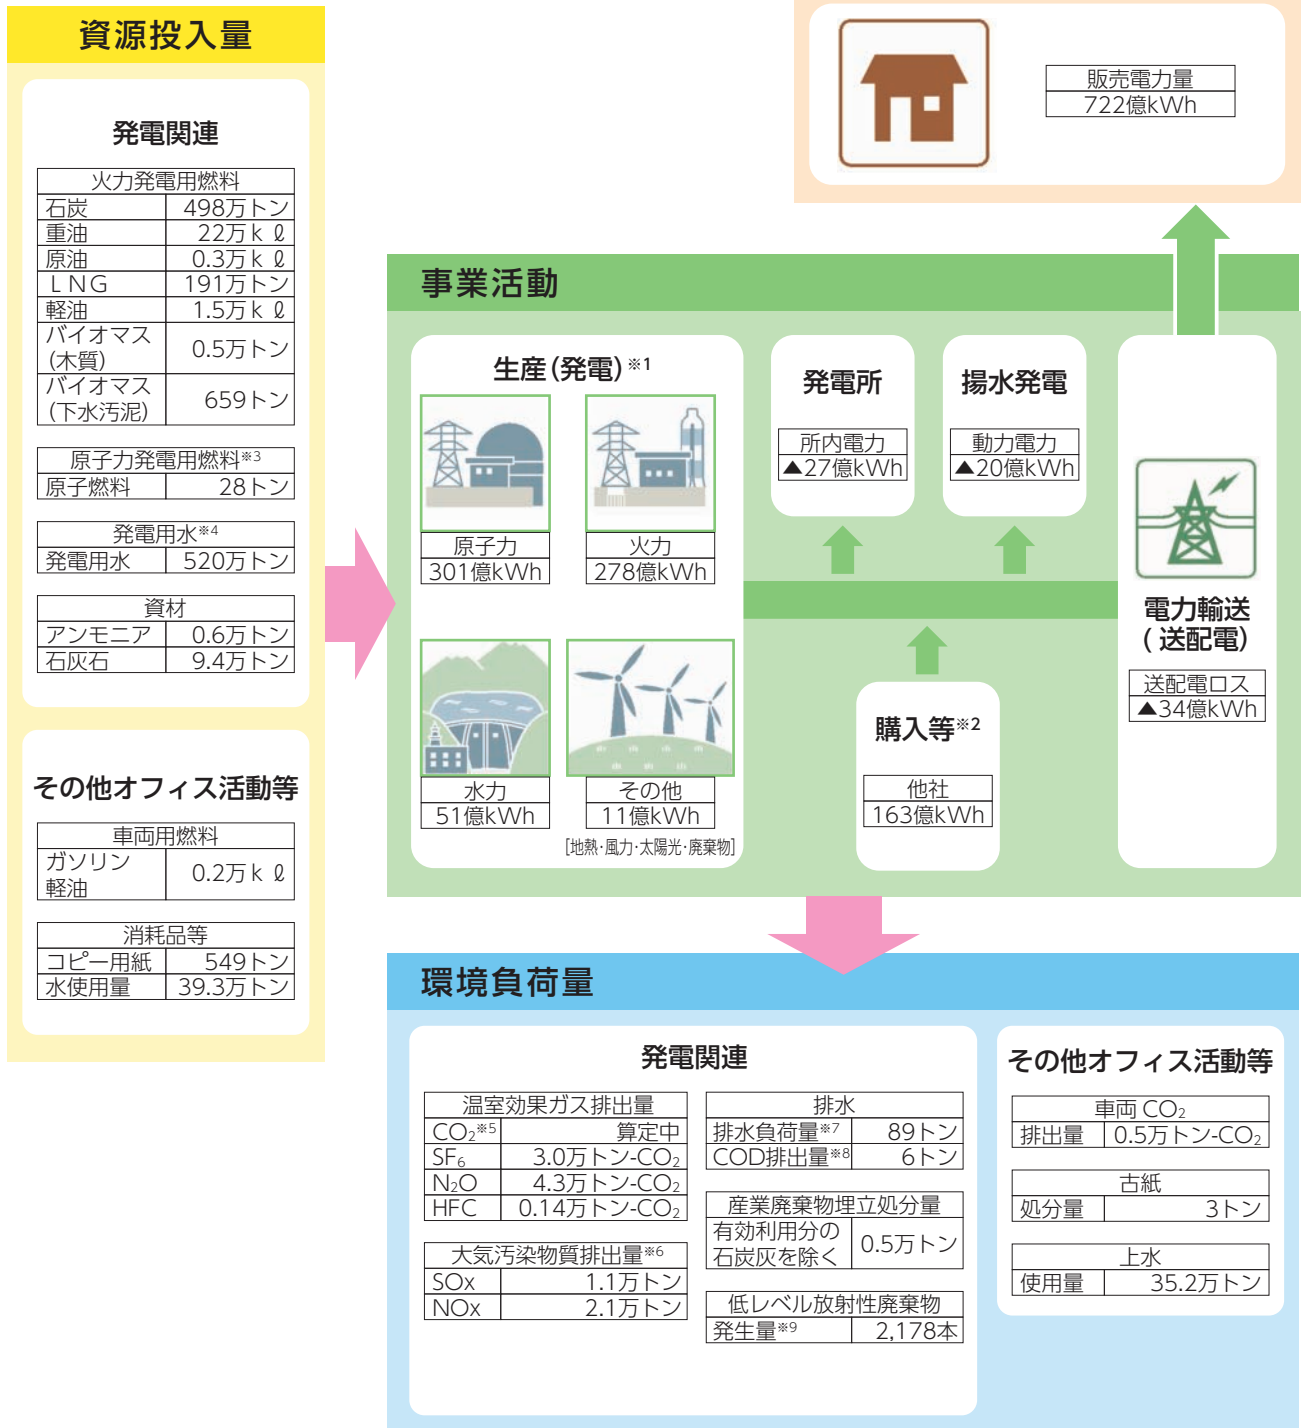 資源投入量
発電関連
火力発電用燃料
石炭 498万トン
重油 22万kℓ
原油 0.3万kℓ
LNG 191万トン
軽油 1.5万kℓ
バイオマス
(木質) 0.5万トン
バイオマス
(下水汚泥) 659トン
原子力発電用燃料※3
原子燃料 28トン
発電用水※4
発電用水 520万トン
資材
アンモニア 0.6万トン
石灰石 9.4万トン
その他オフィス活動等
車両用燃料
ガソリン
軽油 0.2万kℓ
消耗品等
コピー用紙 549トン
水使用量 39.3万トン
販売電力量
722億kWh
事業活動
生産(発電)※1
原子力
301億kWh
火力
278億kWh
水力
51億kWh
その他
11億kWh
[地熱・風力・太陽光・廃棄物]
発電所
所内電力
▲27億kWh
揚水発電
動力電力
▲20億kWh
購入等※2
他社
163億kWh
電力輸送
(送配電)
送配電ロス
▲34億kWh
環境負荷量
発電関連
温室効果ガス排出量
CO₂※5 算定中
SF₆ 3.0万トン-CO₂
N₂O 4.3万トン-CO₂
HFC 0.14万トン-CO₂
大気汚染物質排出量※6
SOx 1.1万トン
NOx 2.1万トン
排水
排水負荷量※7 89トン
COD排出量※8 6トン
産業廃棄物埋立処分量
有効利用分の
石炭灰を除く 0.5万トン
低レベル放射性廃棄物
発生量※9 2,178本
その他オフィス活動等
車両 CO₂
排出量 0.5万トン-CO₂
古紙
処分量 3トン
上水
使用量 35.2万トン